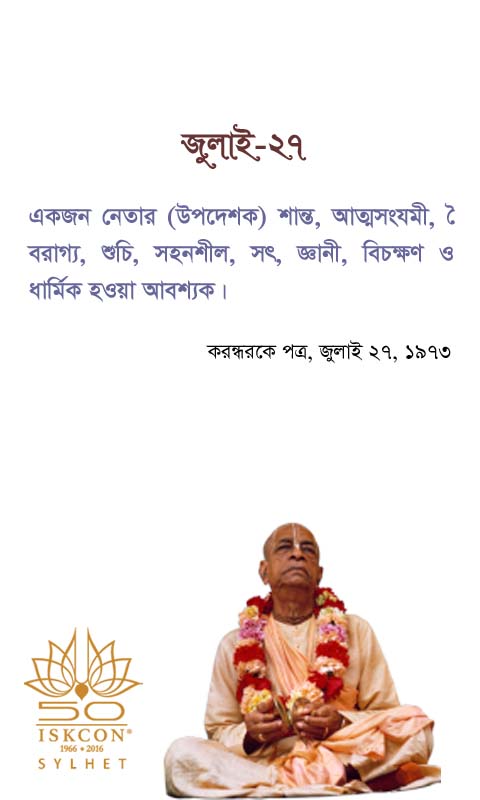 জুলাই-২৭
একজন নেতার (উপদেশক) শান্ত, আত্মসংযমী, ৈ
বরাগ্য, শুচি, সহনশীল, সৎ, জ্ঞানী, বিচক্ষণ ও
ধার্মিক হওয়া আবশ্যক।
করন্ধরকে পত্র, জুলাই ২৭, ১৯৭৩
50
ISKCON®
1966 • 2016
SYLHET